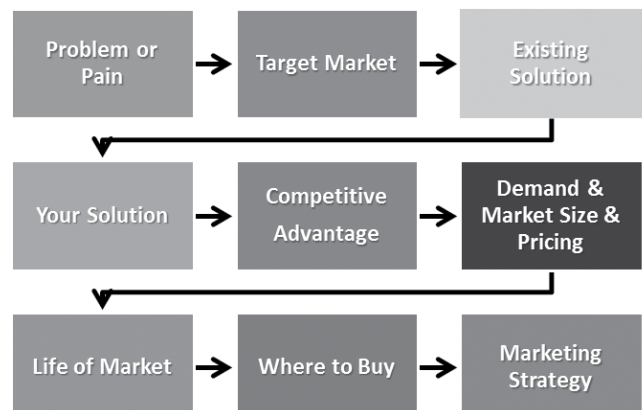 Problem or
Pain
Target Market
Existing
Solution
Your Solution
Competitive
Advantage
Demand &
Market Size &
Pricing
Life of Market
Where to Buy
Marketing
Strategy